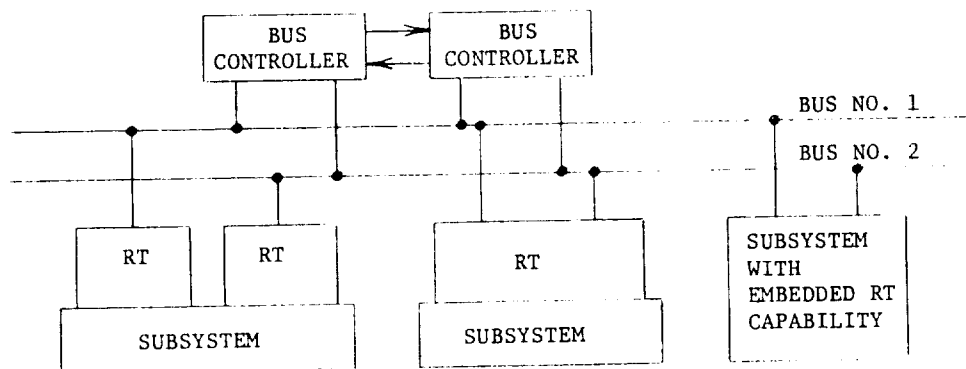 BUS
CONTROLLER
BUS
CONTROLLER
BUS NO. 1
BUS NO. 2
RT
RT
RT
SUBSYSTEM
WITH
EMBEDDED RT
CAPABILITY
SUBSYSTEM
SUBSYSTEM